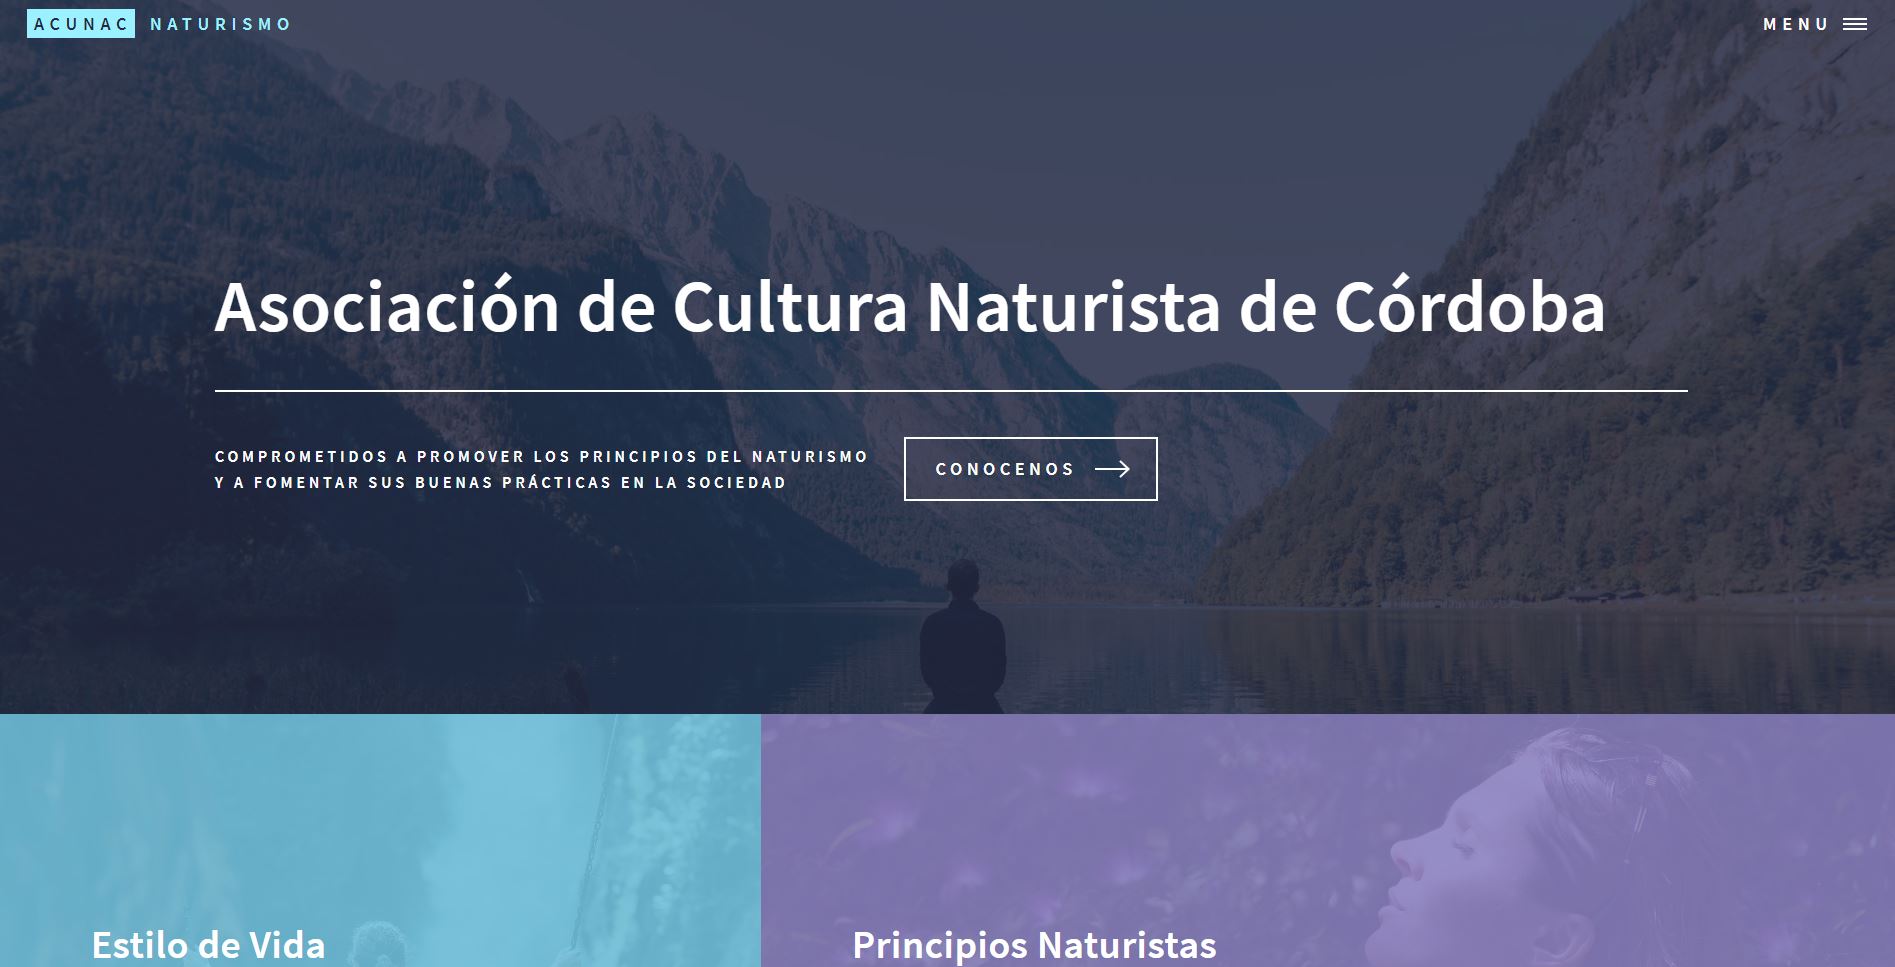 ACUNAC NATURISMO
MENU
Asociación de Cultura Naturista de Córdoba
COMPROMETIDOS A PROMOVER LOS PRINCIPIOS DEL NATURISMO
Y A FOMENTAR SUS BUENAS PRÁCTICAS EN LA SOCIEDAD
CONOCENOS
Estilo de Vida
Principios Naturistas